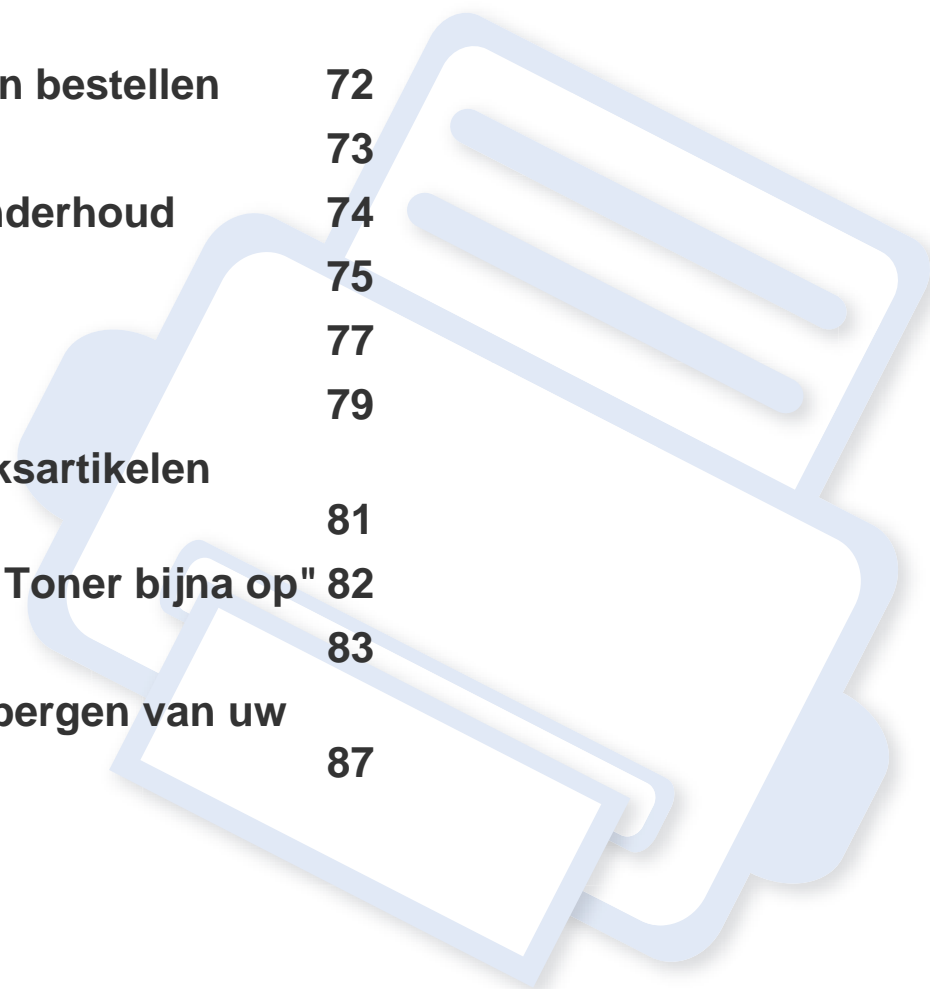 n bestellen 72
73
nderhoud 74
75
77
79
ksartikelen
81
Toner bijna op" 82
83
bergen van uw
87